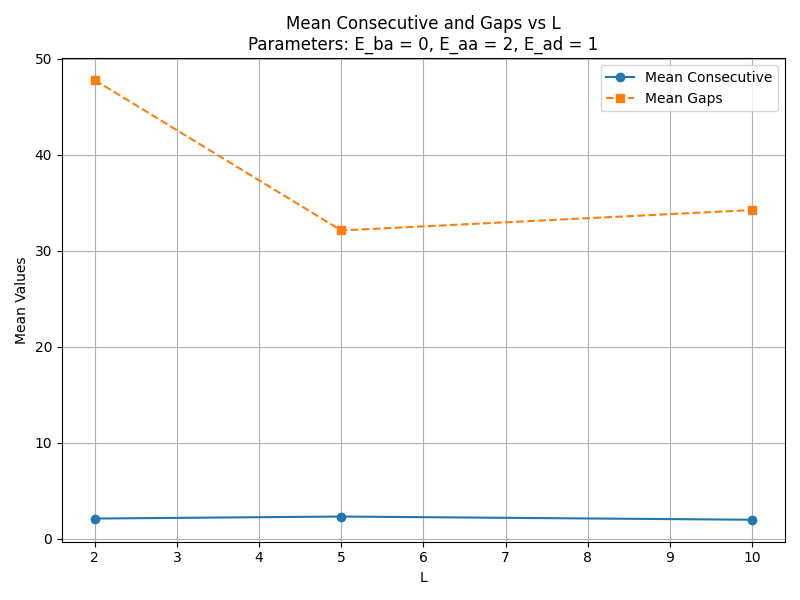 Mean Consecutive and Gaps vs L
Parameters: E_ba = 0, E_aa = 2, E_ad = 1
Mean Consecutive
Mean Gaps
Mean Values
50
40
30
20
10
0
2 3 4 5 6 7 8 9 10
L